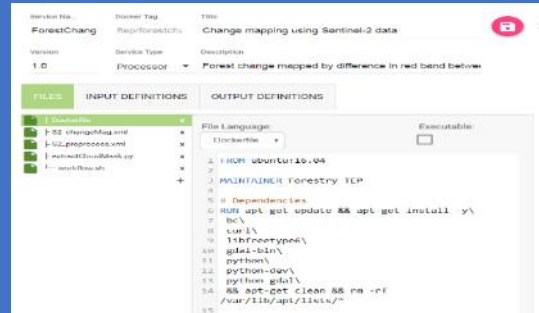 Service Na... Docker Tag Title
ForestChang Change mapping using Sentinel-2 data
Version Service Type Description
1.0 Processor Forest change mapped by difference in red band betwe
FILES INPUT DEFINITIONS OUTPUT DEFINITIONS
Dockerfile
S2_changeMag.xml
S2_preprocess.xml
extractCloudMask.py
workflow.sh
File Language: Executable:
Dockerfile
1 FROM ubuntu:16.04
2
3 MAINTAINER Forestry TEP
4
5 # Dependencies
6 RUN apt-get update && apt-get install -y\
7 bc\
8 curl\
9 libfreetype6\
10 gdal-bin\
11 python\
12 python-dev\
13 python-gdal\
14 && apt-get clean && rm -rf
/var/lib/apt/lists/*
15